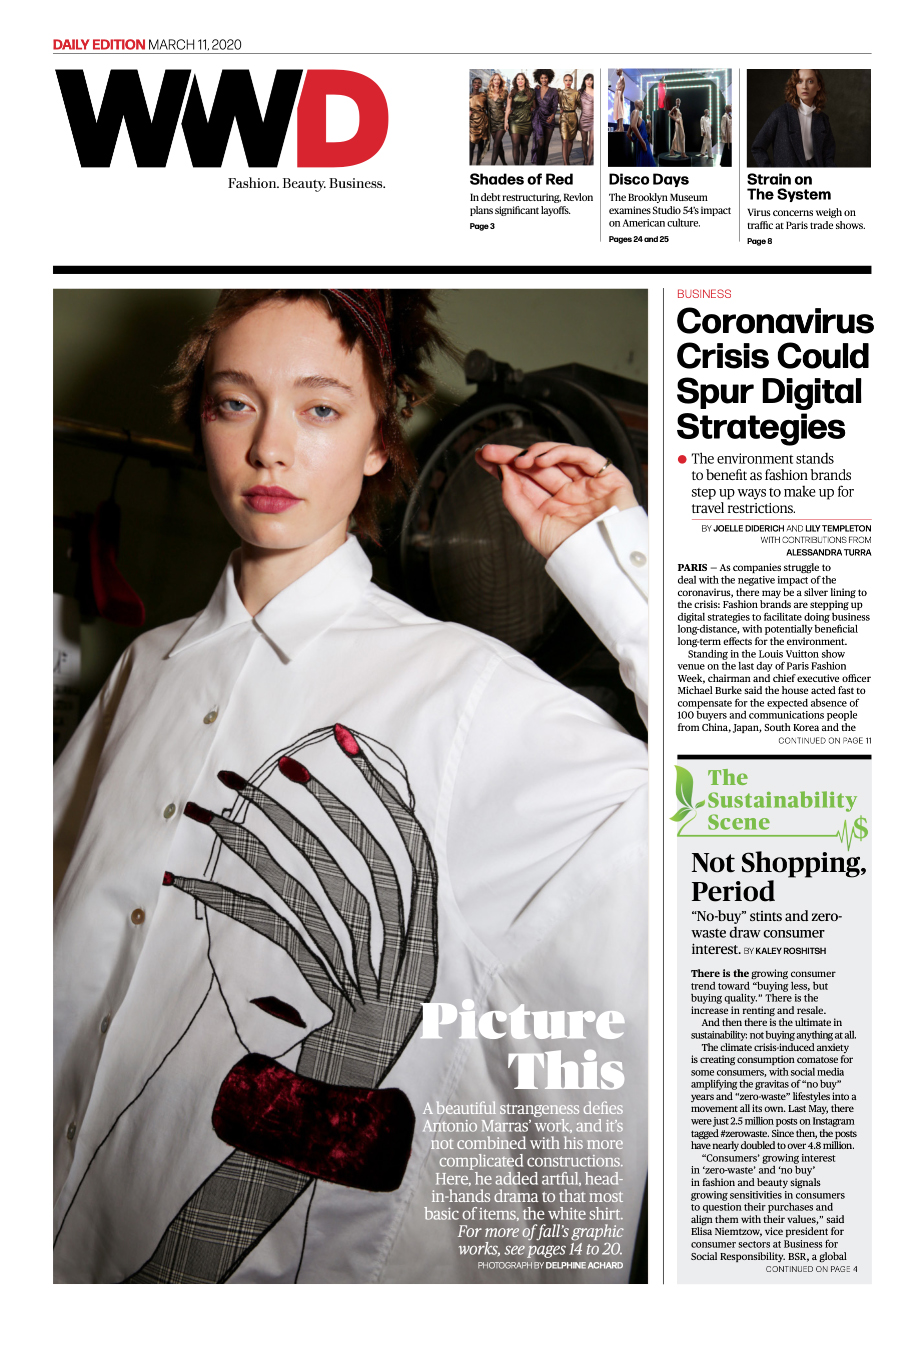 DAILY EDITION MARCH 11, 2020
WWD
Fashion. Beauty. Business.
Shades of Red
In debt restructuring, Revlon
plans significant layoffs.
Page 3
Disco Days
The Brooklyn Museum
examines Studio 54's impact
on American culture.
Pages 24 and 25
Strain on
The System
Virus concerns weigh on
traffic at Paris trade shows.
Page 8
Picture
This
A beautiful strangeness defies
Antonio Marras' work, and it's
not combined with his more
complicated constructions.
Here, he added artful, head-
in-hands drama to that most
basic of items, the white shirt.
For more of fall's graphic
works, see pages 14 to 20.
PHOTOGRAPH BY DELPHINE ACHARD
BUSINESS
Coronavirus
Crisis Could
Spur Digital
Strategies
● The environment stands
to benefit as fashion brands
step up ways to make up for
travel restrictions.
BY JOELLE DIDERICH AND LILY TEMPLETON
WITH CONTRIBUTIONS FROM
ALESSANDRA TURRA
PARIS — As companies struggle to
deal with the negative impact of the
coronavirus, there may be a silver lining to
the crisis: Fashion brands are stepping up
digital strategies to facilitate doing business
long-distance, with potentially beneficial
long-term effects for the environment.
Standing in the Louis Vuitton show
venue on the last day of Paris Fashion
Week, chairman and chief executive officer
Michael Burke said the house acted fast to
compensate for the expected absence of
100 buyers and communications people
from China, Japan, South Korea and the
CONTINUED ON PAGE 11
The
Sustainability
Scene
$
Not Shopping,
Period
“No-buy” stints and zero-
waste draw consumer
interest. BY KALEY ROSHITSH
There is the growing consumer
trend toward “buying less, but
buying quality.” There is the
increase in renting and resale.
And then there is the ultimate in
sustainability: not buying anything at all.
The climate crisis-induced anxiety
is creating consumption comatose for
some consumers, with social media
amplifying the gravitas of “no buy”
years and “zero-waste” lifestyles into a
movement all its own. Last May, there
were just 2.5 million posts on Instagram
tagged #zerowaste. Since then, the posts
have nearly doubled to over 4.8 million.
“Consumers' growing interest
in ‘zero-waste’ and ‘no buy’
in fashion and beauty signals
growing sensitivities in consumers
to question their purchases and
align them with their values,” said
Elisa Niemtzow, vice president for
consumer sectors at Business for
Social Responsibility. BSR, a global
CONTINUED ON PAGE 4